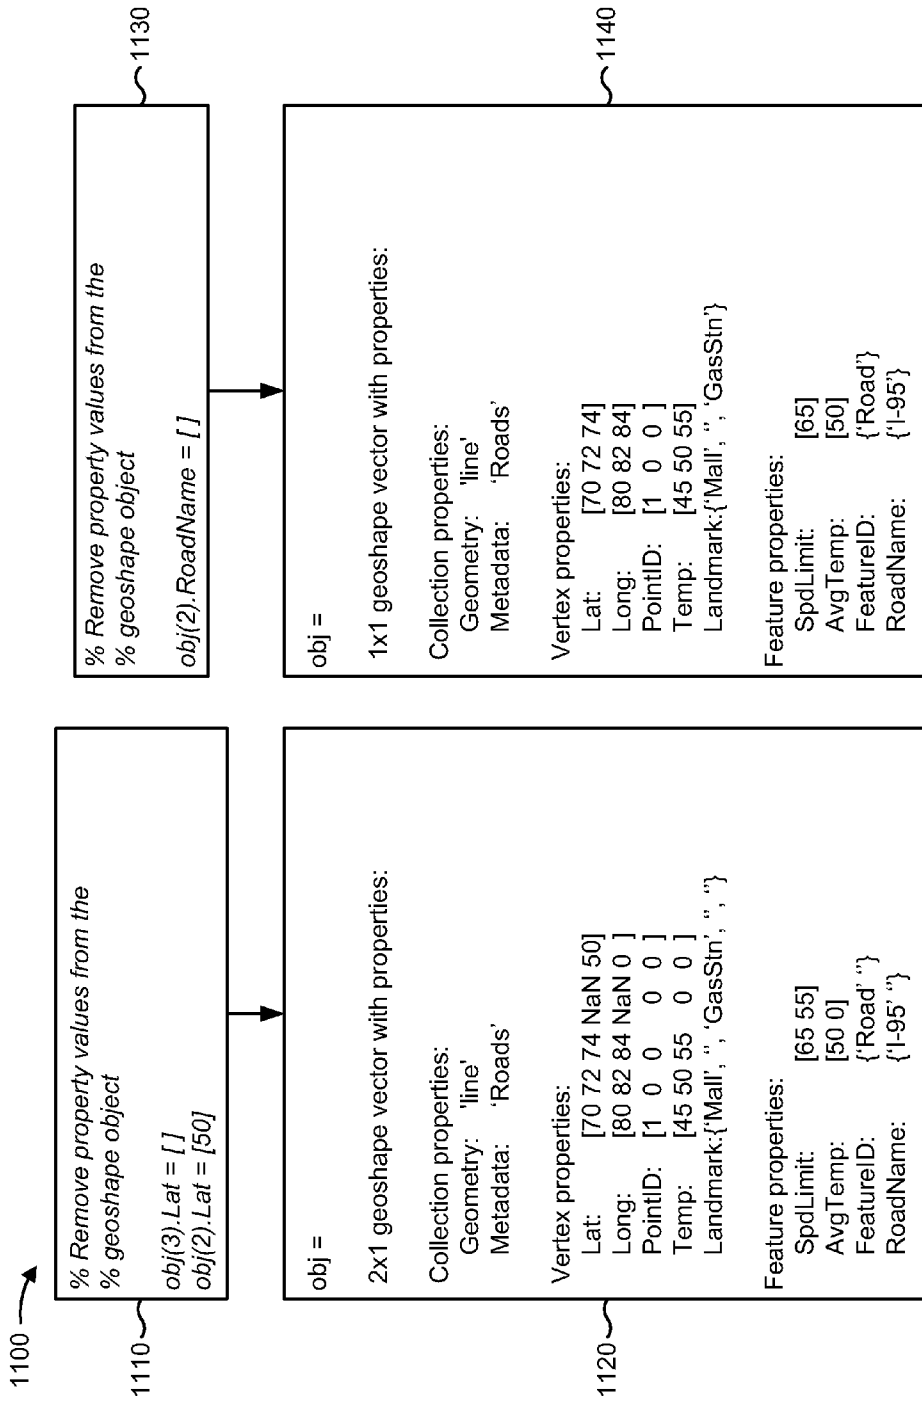 1100
1110
% Remove property values from the
% geoshape object
obj(3).Lat = [ ]
obj(2).Lat = [50]
1120
obj =
2x1 geoshape vector with properties:
Collection properties:
Geometry: 'line'
Metadata: ‘Roads’
Vertex properties:
Lat: [70 72 74 NaN 50]
Long: [80 82 84 NaN 0 ]
PointID: [1 0 0 0 0 ]
Temp: [45 50 55 0 0 ]
Landmark:{‘Mall’, ‘’, ‘GasStn’, ‘’, ‘’}
Feature properties:
SpdLimit: [65 55]
AvgTemp: [50 0]
FeatureID: {‘Road’ ‘’}
RoadName: {‘I-95’ ‘’}
1130
% Remove property values from the
% geoshape object
obj(2).RoadName = [ ]
1140
obj =
1x1 geoshape vector with properties:
Collection properties:
Geometry: 'line'
Metadata: ‘Roads’
Vertex properties:
Lat: [70 72 74]
Long: [80 82 84]
PointID: [1 0 0 ]
Temp: [45 50 55]
Landmark:{‘Mall’, ‘’, ‘GasStn’}
Feature properties:
SpdLimit: [65]
AvgTemp: [50]
FeatureID: {‘Road’}
RoadName: {‘I-95’}